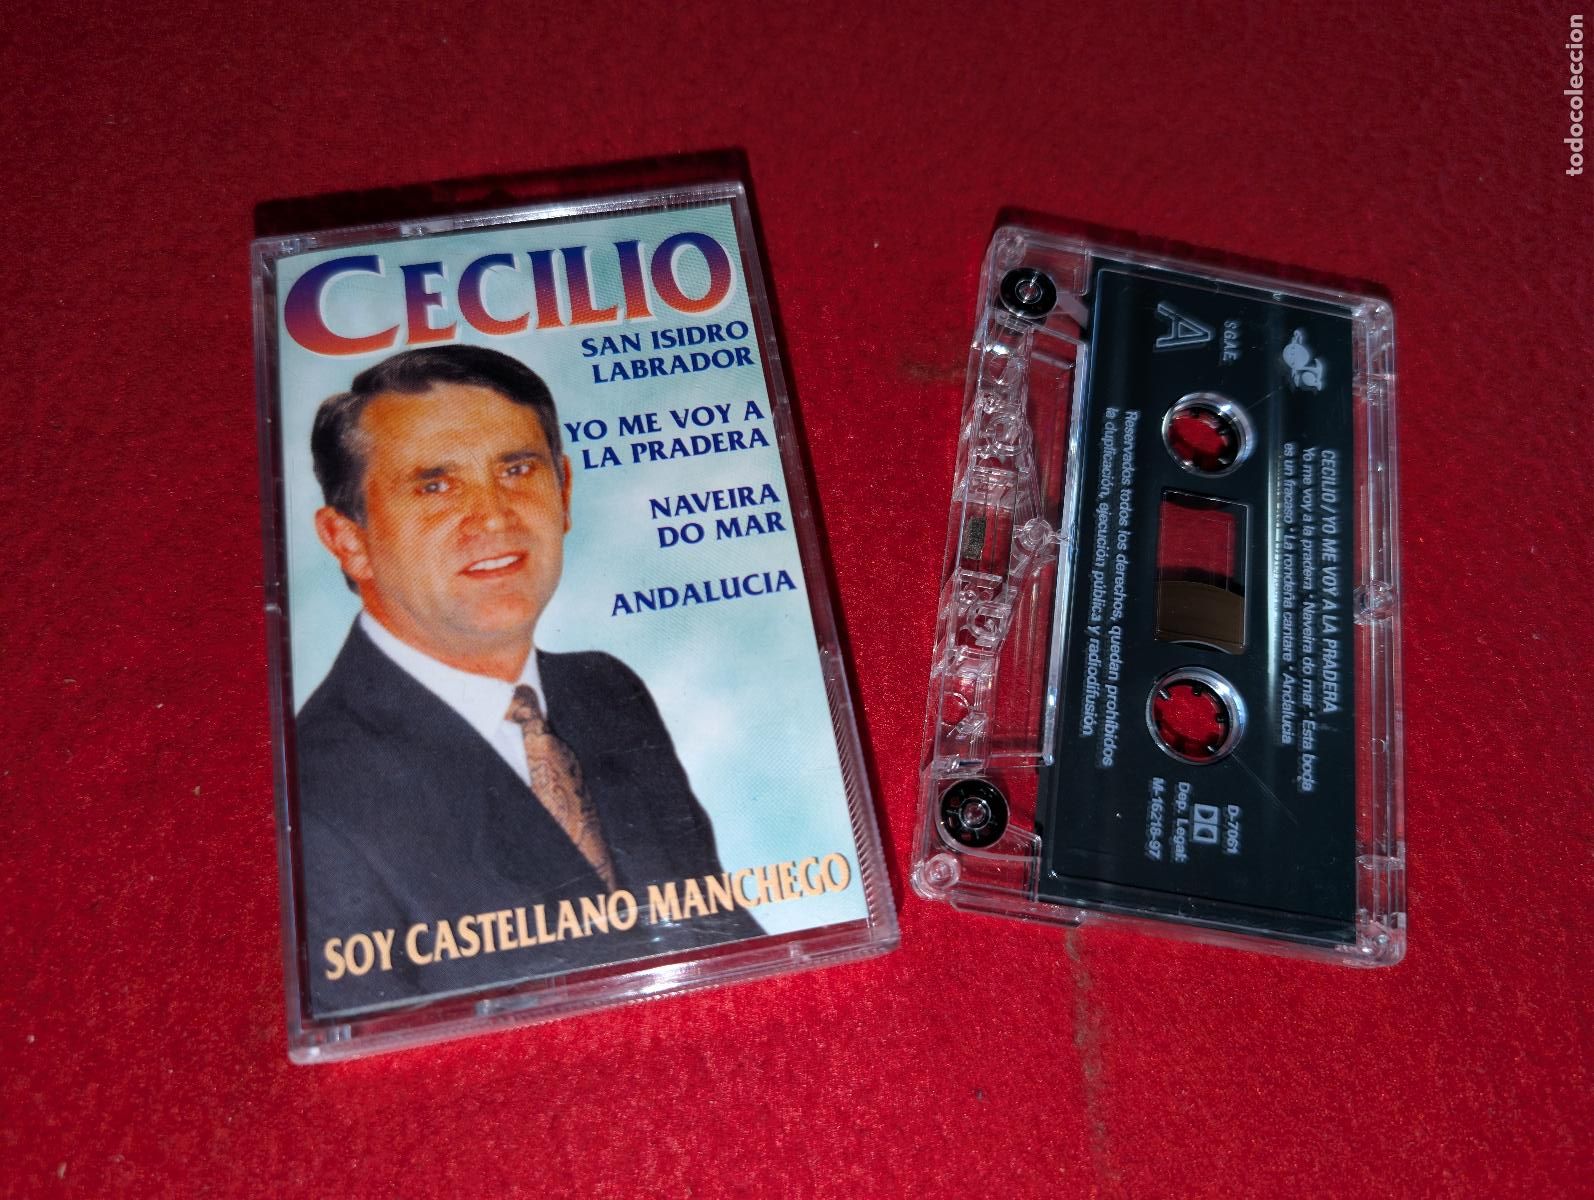 CECILIO
SAN ISIDRO
LABRADOR
YO ME VOY A
LA PRADERA
NAVEIRA
DO MAR
ANDALUCIA
SOY CASTELLANO MANCHEGO
S.G.A.E.
A
CECILIO / YO ME VOY A LA PRADERA
Yo me voy a la pradera · Naveira do mar · Esta boda
es un fracaso · La rondeña cantare · Andalucia
D-7061
Dep. Legal:
M-16218-97
Reservados todos los derechos, quedan prohibidos
la duplicación, ejecución pública y radiodifusión
todocoleccion